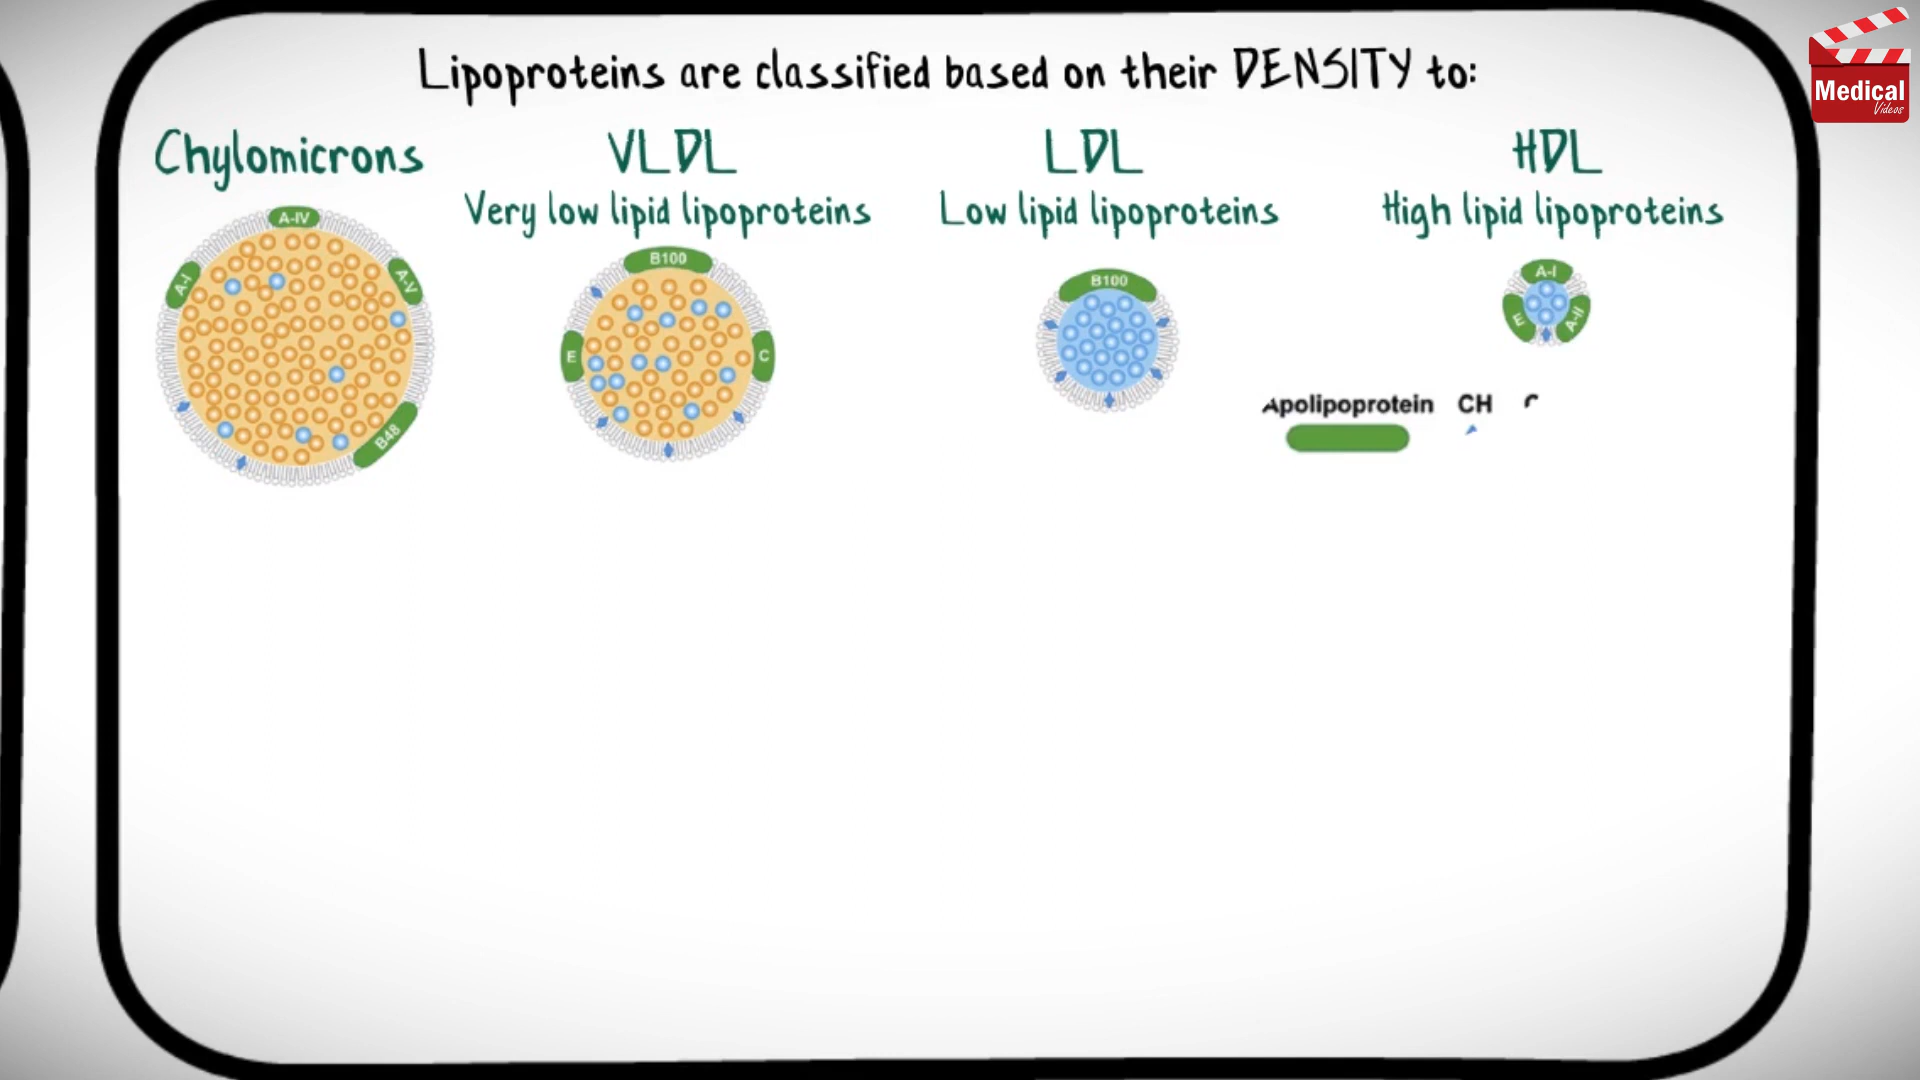 Lipoproteins are classified based on their DENSITY to:
Chylomicrons
VLDL
Very low lipid lipoproteins
LDL
Low lipid lipoproteins
HDL
High lipid lipoproteins
A-IV
A-I
A-V
B48
B100
E
C
B100
A-I
E
A-II
Apolipoprotein CH
Medical
Videos